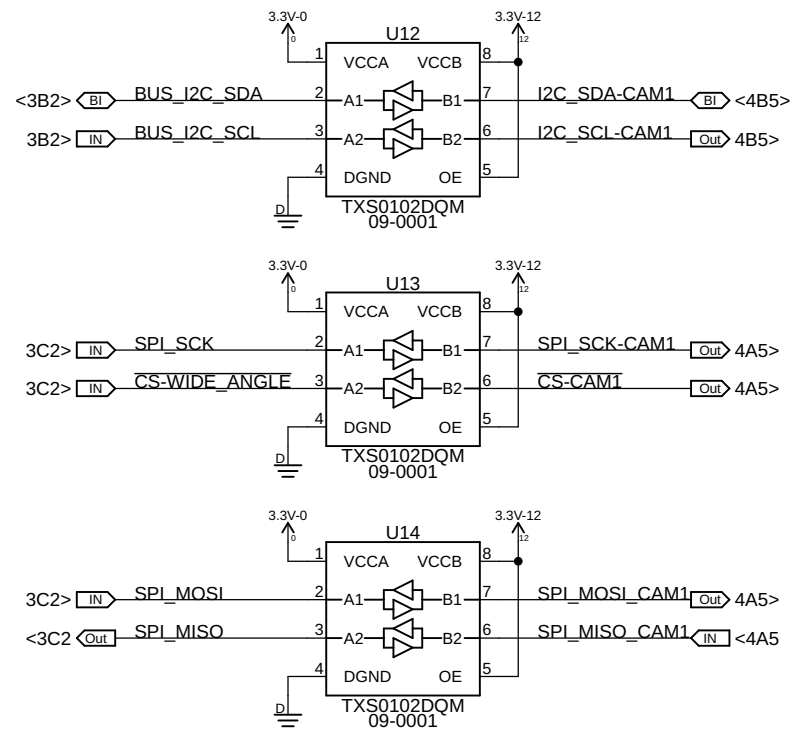 3.3V-0 3.3V-12
0 U12 12
1 VCCA VCCB 8
<3B2> BI BUS_I2C_SDA 2 A1 B1 7 I2C_SDA-CAM1 BI <4B5>
3B2> IN BUS_I2C_SCL 3 A2 B2 6 I2C_SCL-CAM1 Out 4B5>
4 DGND OE 5
D TXS0102DQM
09-0001
3.3V-0 3.3V-12
0 U13 12
1 VCCA VCCB 8
3C2> IN SPI_SCK 2 A1 B1 7 SPI_SCK-CAM1 Out 4A5>
3C2> IN CS-WIDE_ANGLE 3 A2 B2 6 CS-CAM1 Out 4A5>
4 DGND OE 5
D TXS0102DQM
09-0001
3.3V-0 3.3V-12
0 U14 12
1 VCCA VCCB 8
3C2> IN SPI_MOSI 2 A1 B1 7 SPI_MOSI_CAM1 Out 4A5>
<3C2 Out SPI_MISO 3 A2 B2 6 SPI_MISO_CAM1 IN <4A5
4 DGND OE 5
D TXS0102DQM
09-0001